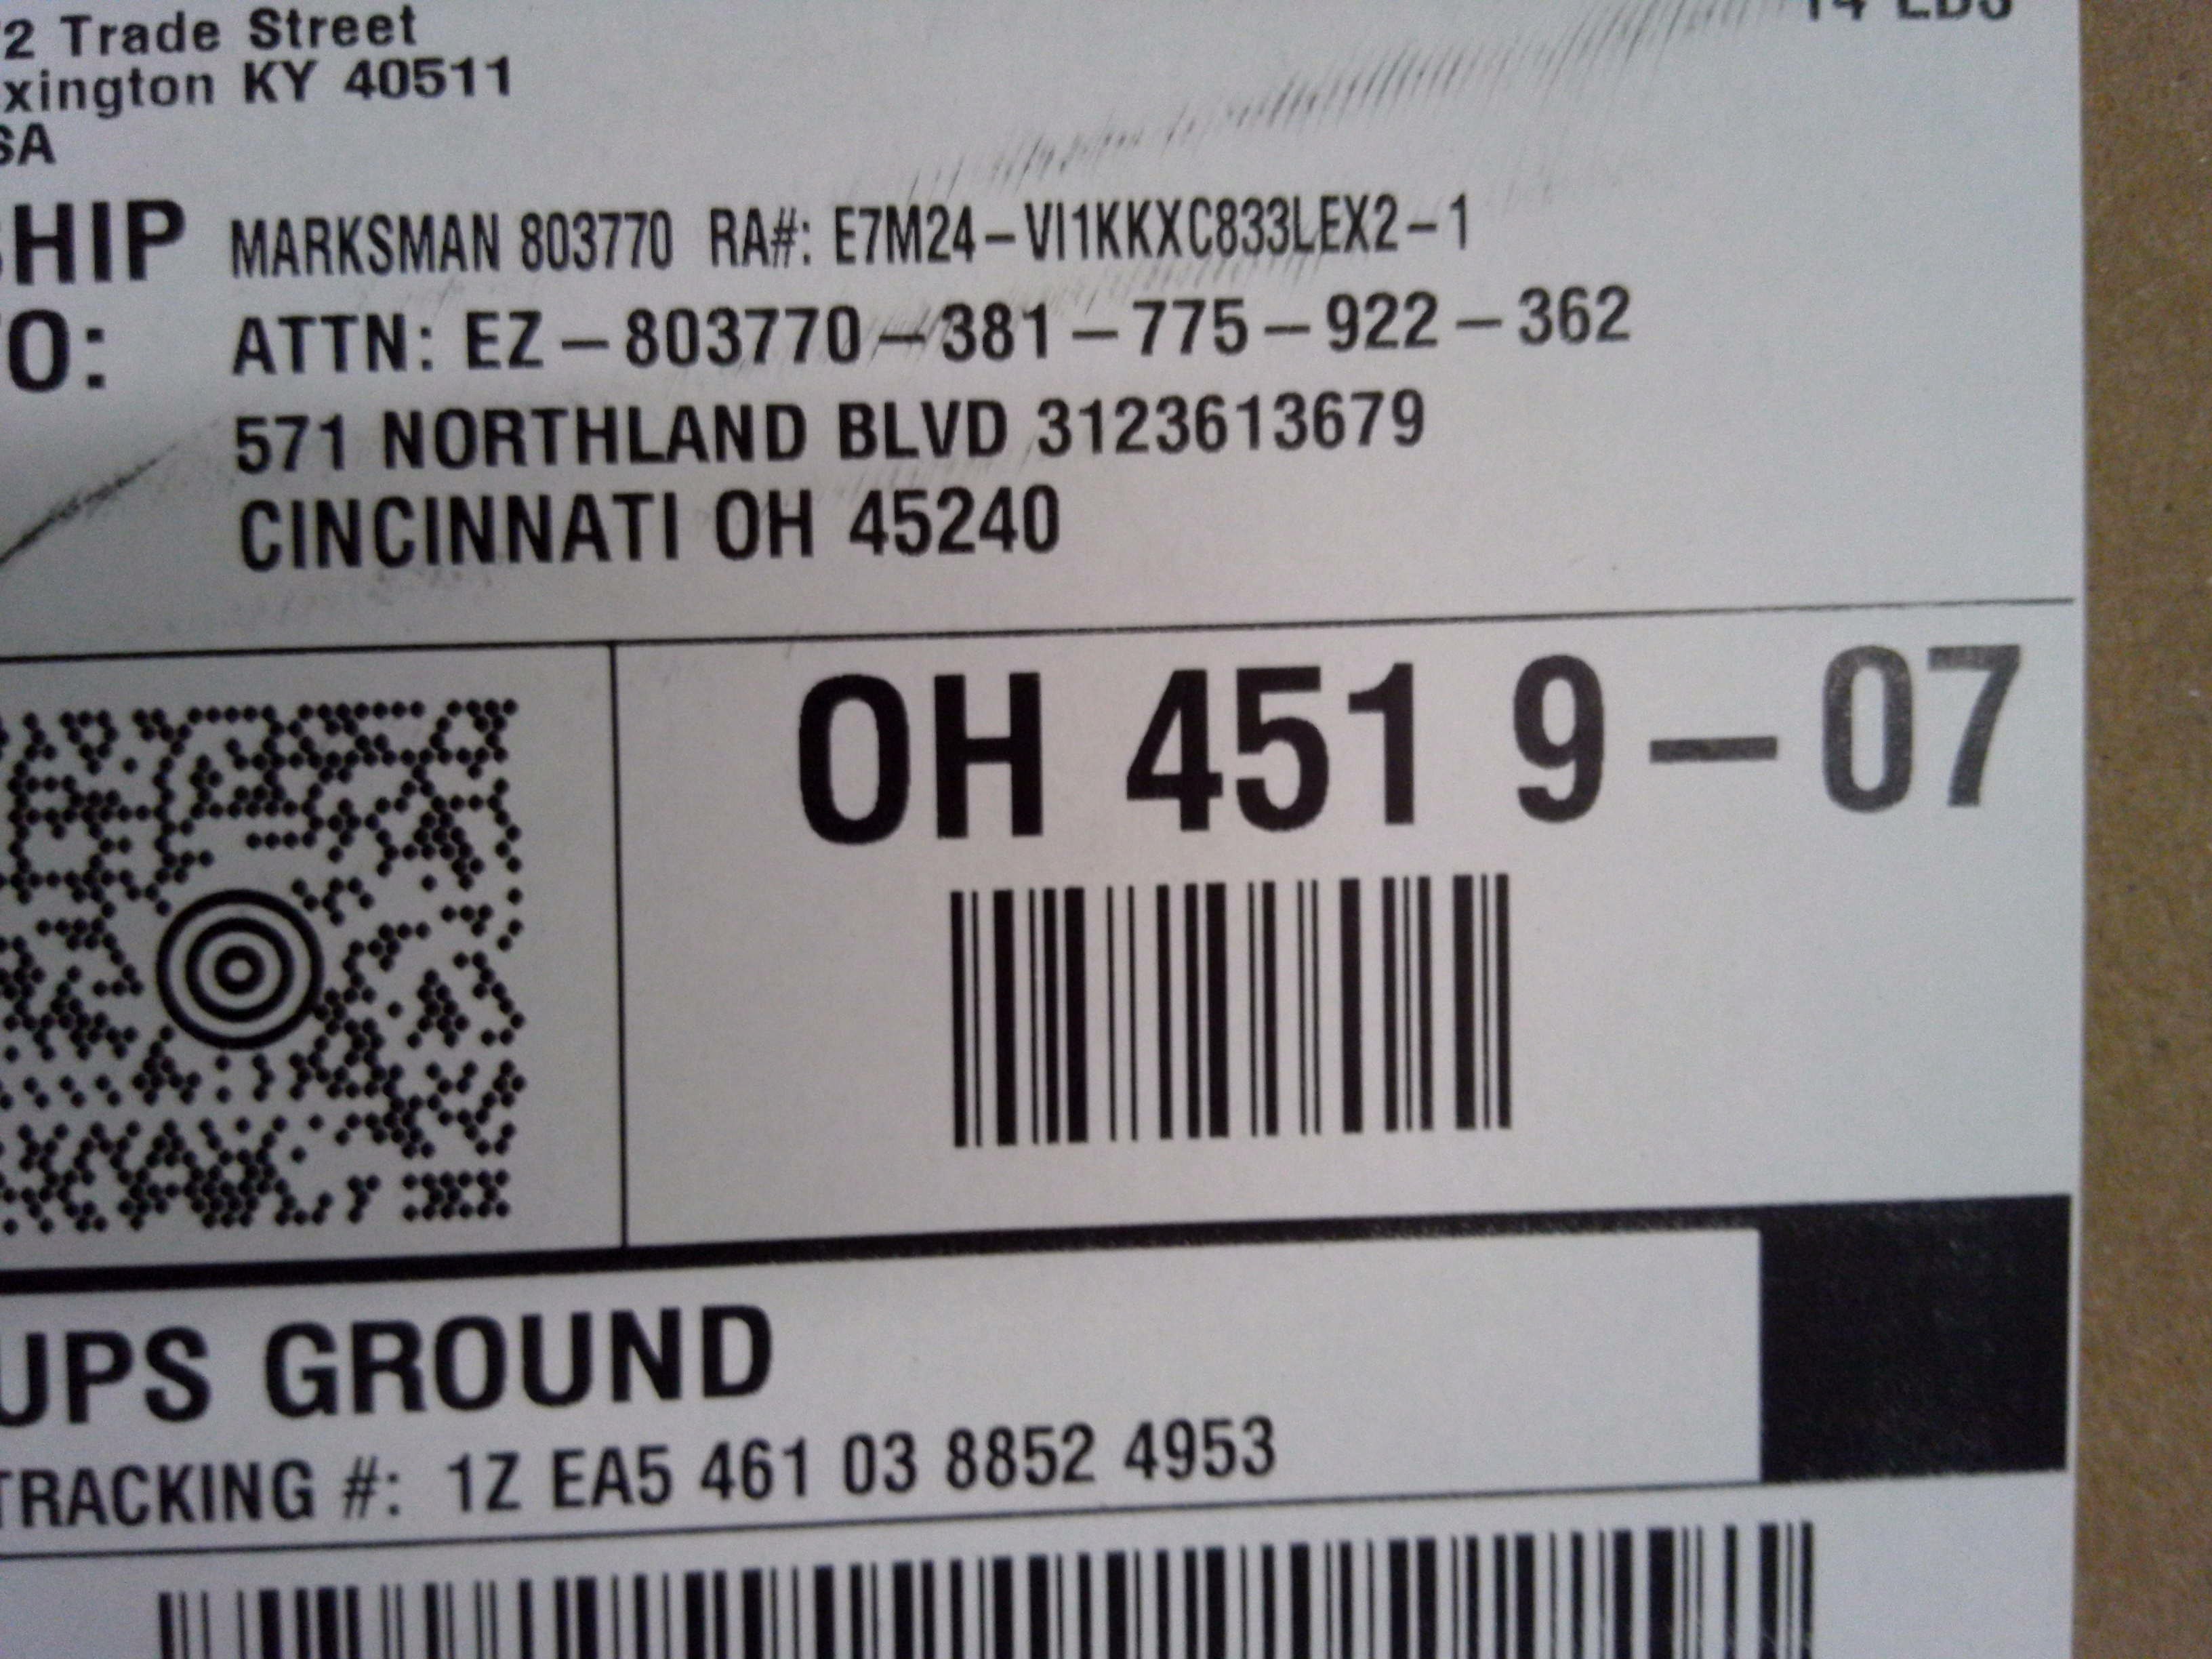 2 Trade Street
xington KY 40511
SA
SHIP TO:
MARKSMAN 803770 RA#: E7M24-VI1KKXC833LEX2-1
ATTN: EZ-803770-381-775-922-362
571 NORTHLAND BLVD 3123613679
CINCINNATI OH 45240
OH 451 9-07
UPS GROUND
TRACKING #: 1Z EA5 461 03 8852 4953